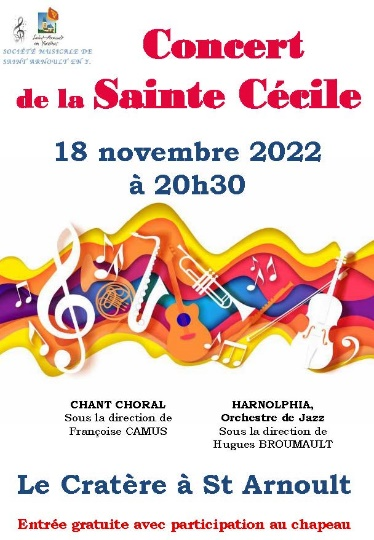 Saint-Arnoult
en Yvelines
SOCIÉTÉ MUSICALE DE
SAINT ARNOULT EN Y.
Concert
de la Sainte Cécile
18 novembre 2022
à 20h30
CHANT CHORAL
Sous la direction de
Françoise CAMUS
HARNOLPHIA,
Orchestre de Jazz
Sous la direction de
Hugues BROUMAULT
Le Cratère à St Arnoult
Entrée gratuite avec participation au chapeau